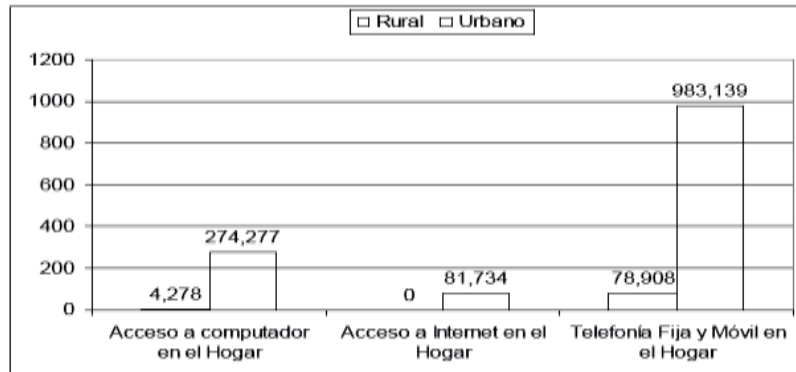 Rural Urbano
1200
1000
800
600
400
200
0
983,139
274,277
4,278
0
81,734
78,908
Acceso a computador
en el Hogar
Acceso a Internet en el
Hogar
Telefonía Fija y Móvil en
el Hogar